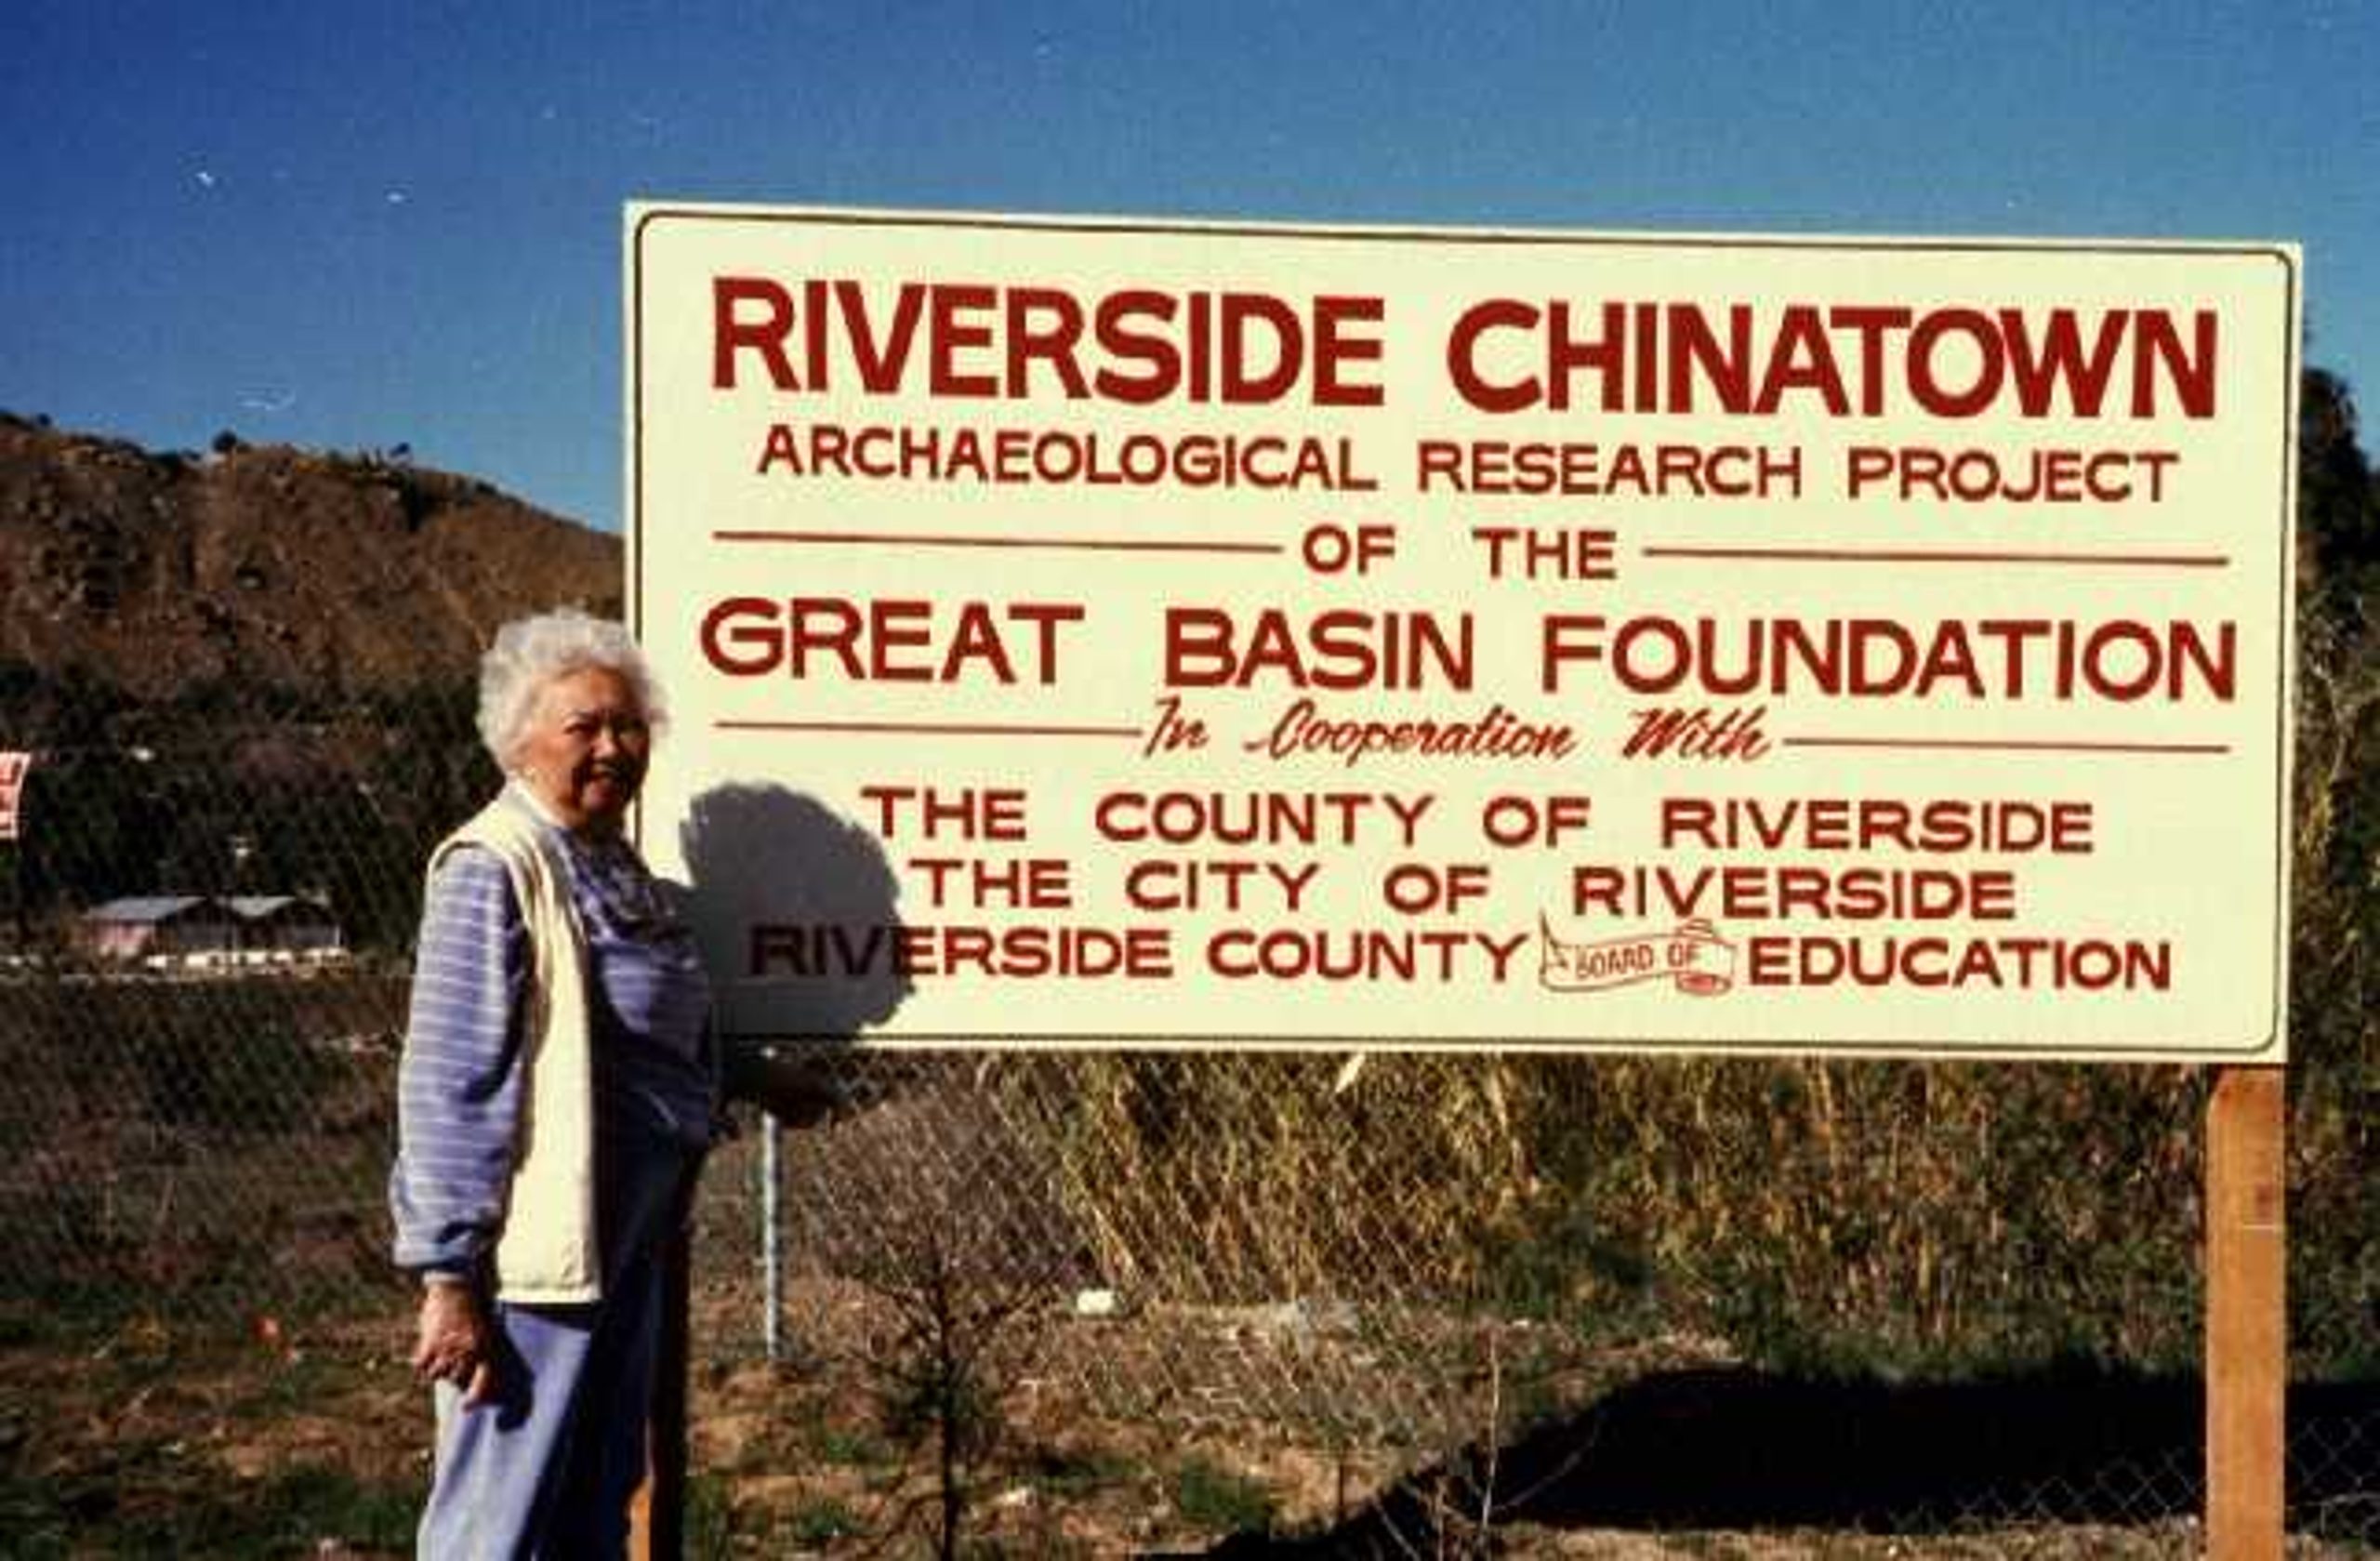 RIVERSIDE CHINATOWN
ARCHAEOLOGICAL RESEARCH PROJECT
OF THE
GREAT BASIN FOUNDATION
In Cooperation With
THE COUNTY OF RIVERSIDE
THE CITY OF RIVERSIDE
RIVERSIDE COUNTY BOARD OF EDUCATION